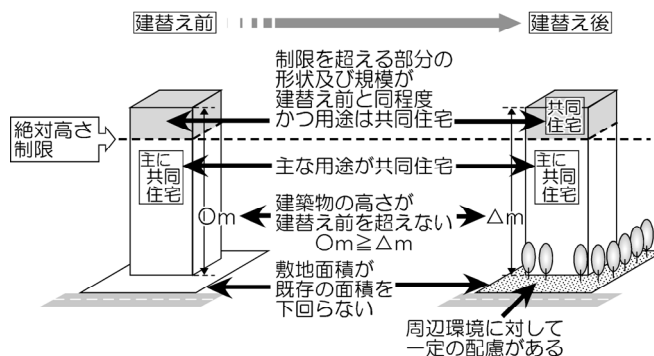 建替え前
建替え後
制限を超える部分の
形状及び規模が
建替え前と同程度
かつ用途は共同住宅
共同
住宅
絶対高さ
制限
主に
共同
住宅
主な用途が共同住宅
主に
共同
住宅
〇m
建築物の高さが
建替え前を超えない
〇m≧△m
△m
敷地面積が
既存の面積を
下回らない
周辺環境に対して
一定の配慮がある